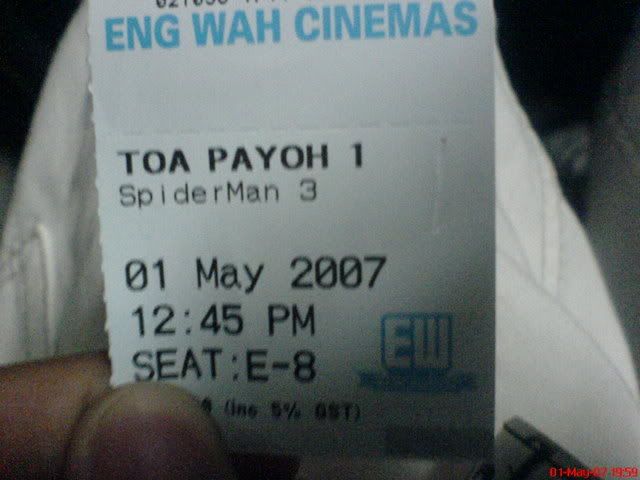 ENG WAH CINEMAS
TOA PAYOH 1
SpiderMan 3
01 May 2007
12:45 PM
SEAT:E-8
(inc 5% GST)
EW
01-May-07 19:59